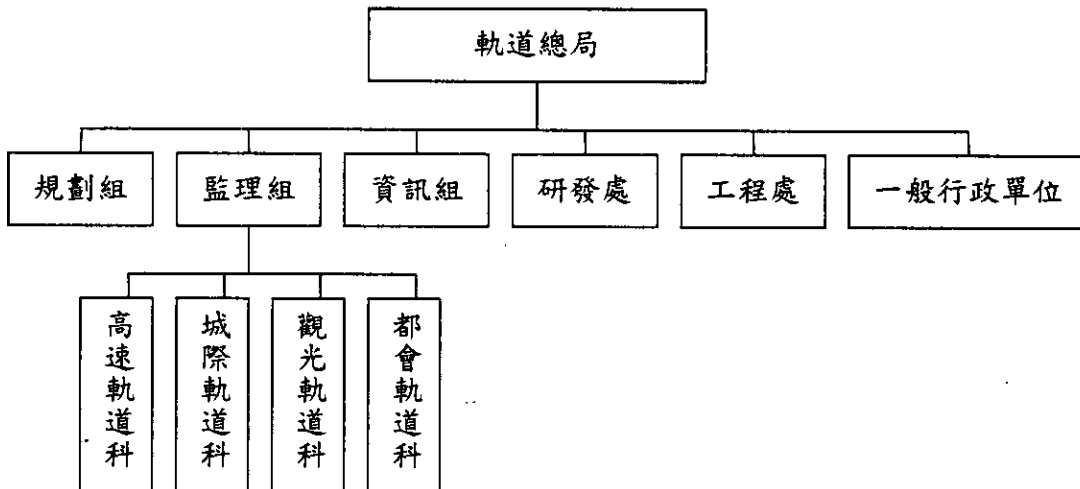 軌道總局
規劃組
監理組
資訊組
研發處
工程處
一般行政單位
高速軌道科
城際軌道科
觀光軌道科
都會軌道科